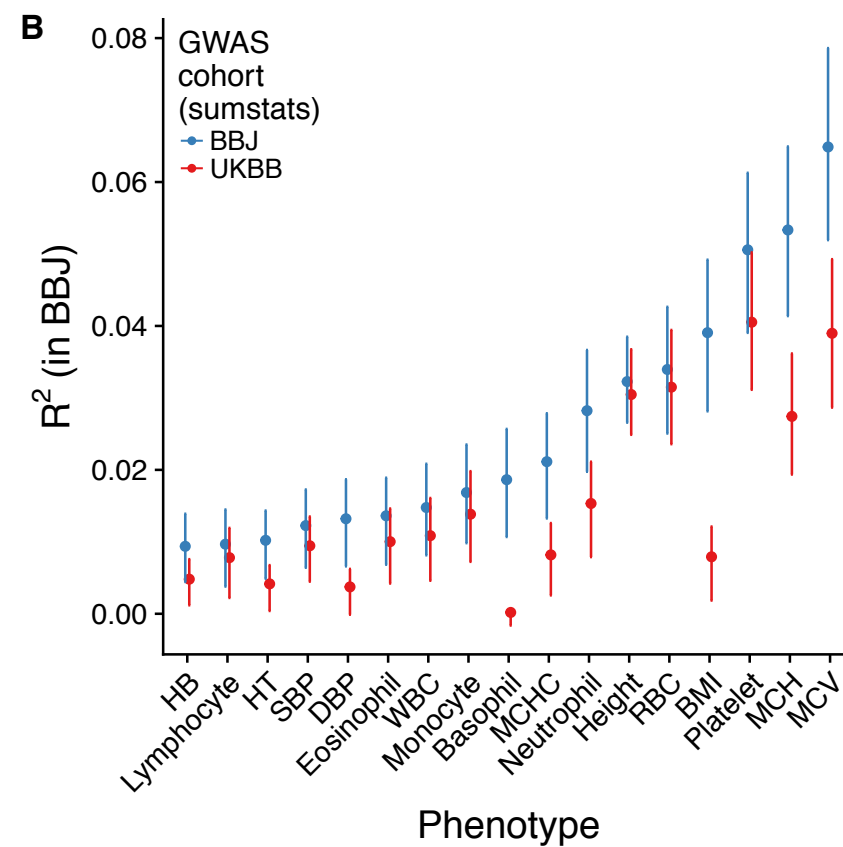 B
GWAS
cohort
(sumstats)
BBJ
UKBB
0.08
0.06
0.04
0.02
0.00
R² (in BBJ)
HB
Lymphocyte
HT
SBP
DBP
Eosinophil
WBC
Monocyte
Basophil
MCHC
Neutrophil
Height
RBC
BMI
Platelet
MCH
MCV
Phenotype